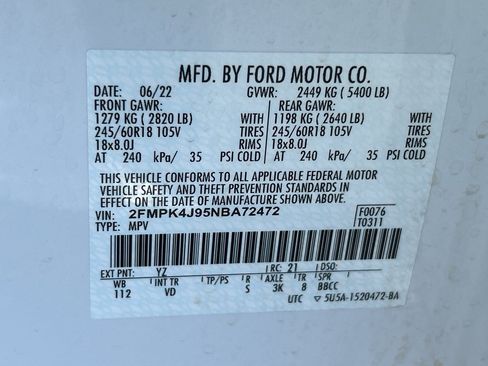 MFD. BY FORD MOTOR CO.
DATE: 06/22 GVWR: 2449 KG ( 5400 LB)
FRONT GAWR: REAR GAWR:
1279 KG ( 2820 LB) WITH 1198 KG ( 2640 LB) WITH
245/60R18 105V TIRES 245/60R18 105V TIRES
18x8.0J RIMS 18x8.0J RIMS
AT 240 kPa/ 35 PSI COLD AT 240 kPa/ 35 PSI COLD
THIS VEHICLE CONFORMS TO ALL APPLICABLE FEDERAL MOTOR
VEHICLE SAFETY AND THEFT PREVENTION STANDARDS IN
EFFECT ON THE DATE OF MANUFACTURE SHOWN ABOVE.
VIN: 2FMPK4J95NBA72472 F0076
TYPE: MPV T0311
EXT PNT: YZ RC: 21 DSO:
WB INT TR TP/PS R AXLE TR SPR
112 VD S 3K 8 BBCC
UTC ▽5U5A-1520472-BA